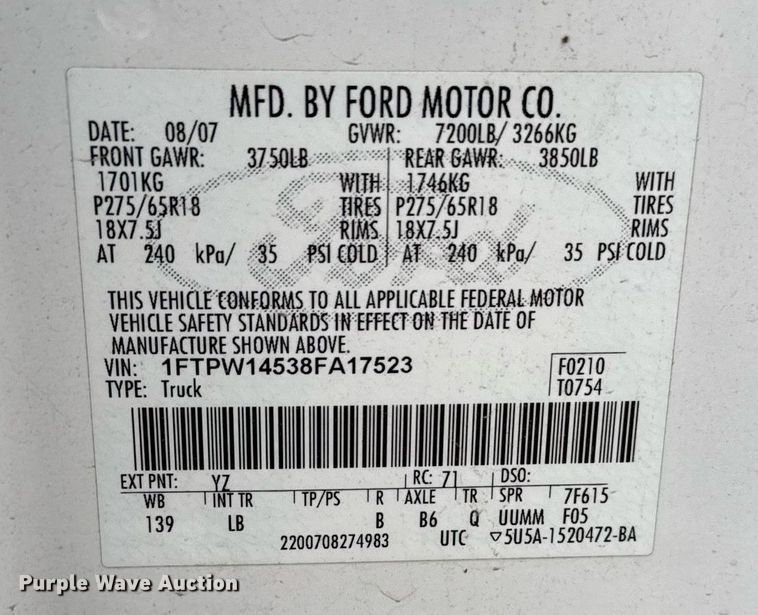 MFD. BY FORD MOTOR CO.
DATE: 08/07 GVWR: 7200LB/ 3266KG
FRONT GAWR: 3750LB REAR GAWR: 3850LB
1701KG WITH 1746KG WITH
P275/65R18 TIRES P275/65R18 TIRES
18X7.5J RIMS 18X7.5J RIMS
AT 240 kPa/ 35 PSI COLD AT 240 kPa/ 35 PSI COLD
Ford
THIS VEHICLE CONFORMS TO ALL APPLICABLE FEDERAL MOTOR
VEHICLE SAFETY STANDARDS IN EFFECT ON THE DATE OF
MANUFACTURE SHOWN ABOVE.
VIN: 1FTPW14538FA17523 F0210
TYPE: Truck T0754
EXT PNT: YZ RC: 71 DSO:
WB INT TR TP/PS R AXLE TR SPR 7F615
139 LB B B6 Q UUMM F05
2200708274983 UTC ▽5U5A-1520472-BA
Purple Wave Auction